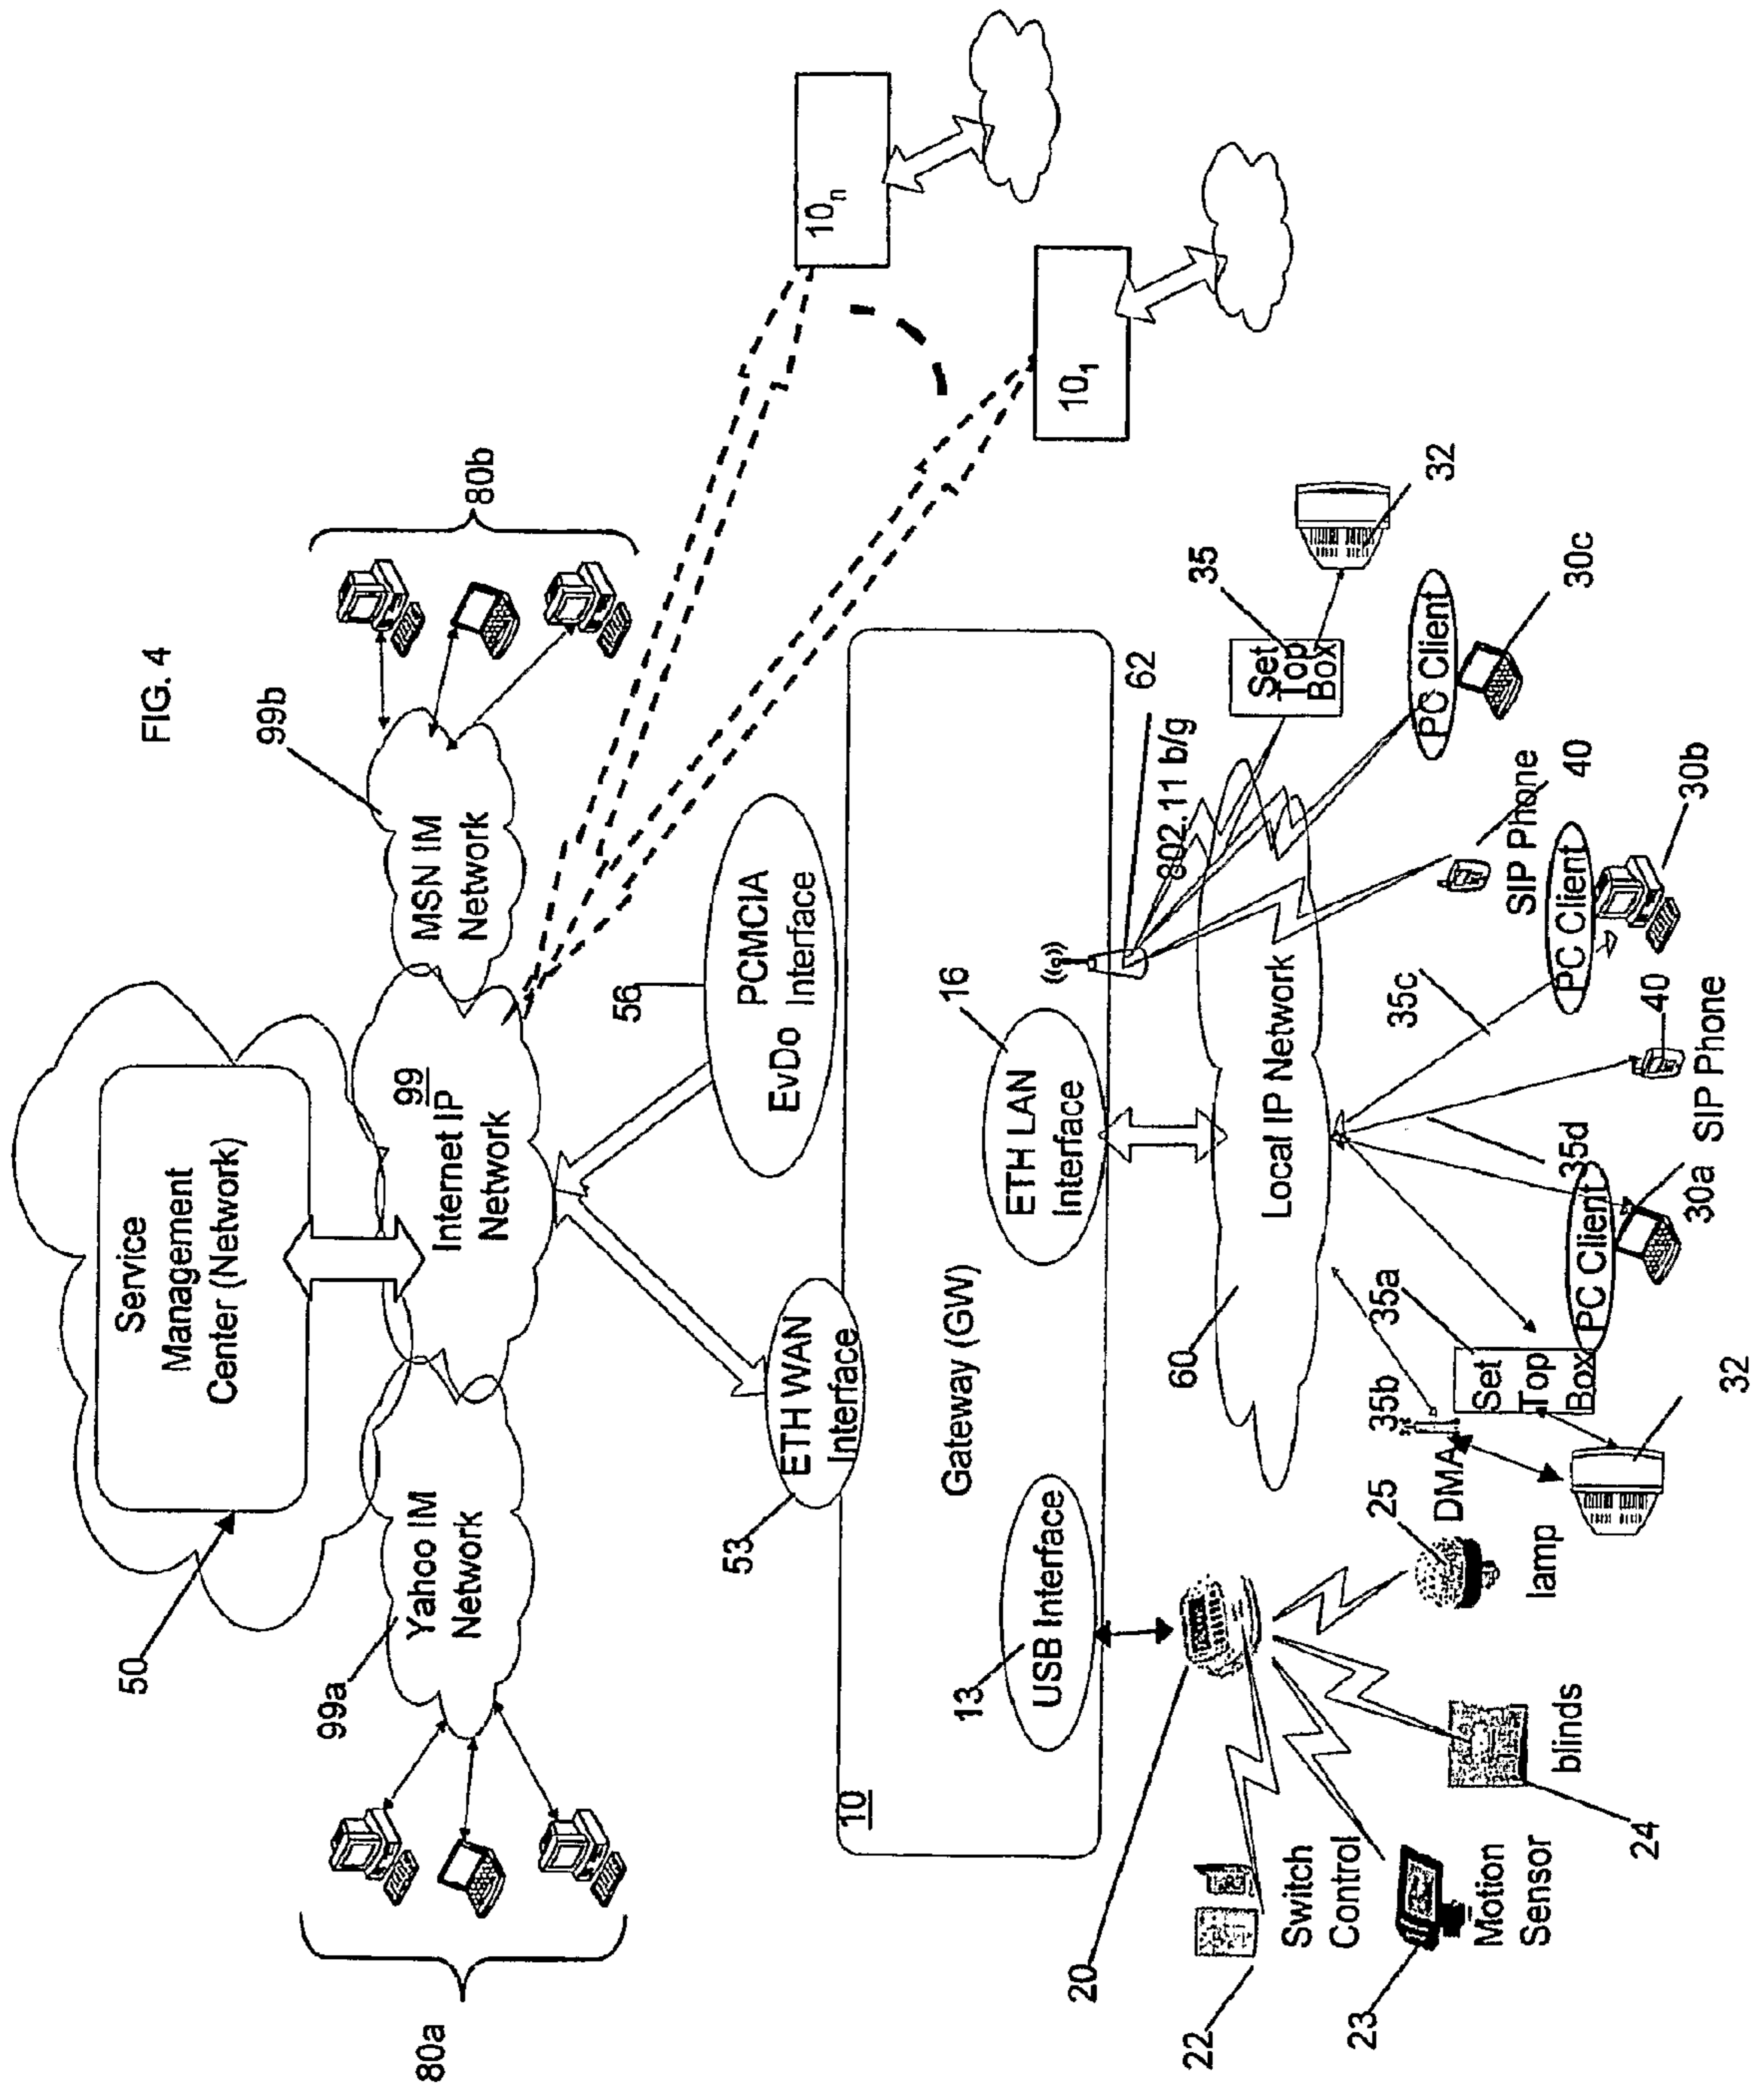 FIG. 4
80a
80b
99a
99b
50
Service
Management
Center (Network)
Yahoo IM
Network
99
Internet IP
Network
MSN IM
Network
53
ETH WAN
Interface
56
PCMCIA
EvDo Interface
10n
101
10
Gateway (GW)
13
USB Interface
16
ETH LAN
Interface
62
802.11 b/g
60
Local IP Network
20
22
Switch
Control
23
Motion
Sensor
24
blinds
25
lamp
DMA
35b
35a
Set
Top
Box
32
PC Client
30a
35d
SIP Phone
40
35c
PC Client
30b
SIP Phone
40
PC Client
30c
35
Set
Top
Box
32